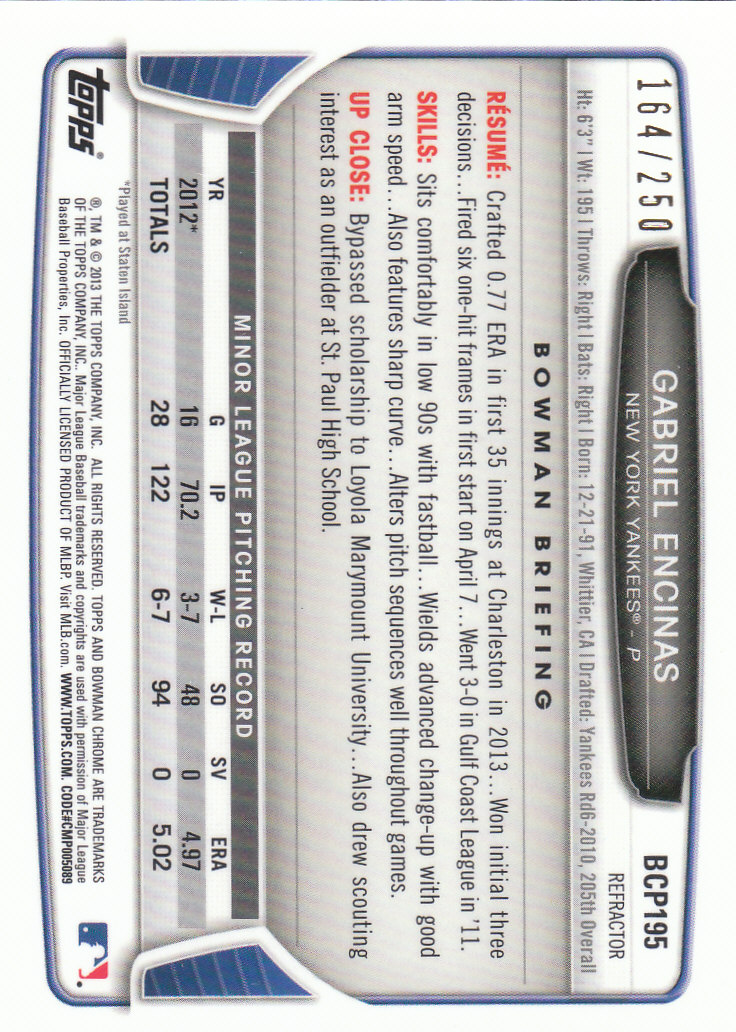 164/250
BCP195
REFRACTOR
GABRIEL ENCINAS
NEW YORK YANKEES® - P
Ht: 6'3" | Wt: 195 | Throws: Right | Bats: Right | Born: 12-21-91, Whittier, CA | Drafted: Yankees Rd6-2010, 205th Overall
BOWMAN BRIEFING
RÉSUMÉ: Crafted 0.77 ERA in first 35 innings at Charleston in 2013...Won initial three
decisions...Fired six one-hit frames in first start on April 7...Went 3-0 in Gulf Coast League in '11.
SKILLS: Sits comfortably in low 90s with fastball...Wields advanced change-up with good
arm speed...Also features sharp curve...Alters pitch sequences well throughout games.
UP CLOSE: Bypassed scholarship to Loyola Marymount University...Also drew scouting
interest as an outfielder at St. Paul High School.
MINOR LEAGUE PITCHING RECORD
YR G IP W-L SO SV ERA
2012* 16 70.2 3-7 48 0 4.97
TOTALS 28 122 6-7 94 0 5.02
*Played at Staten Island
topps®
®, TM & © 2013 THE TOPPS COMPANY, INC. ALL RIGHTS RESERVED. TOPPS AND BOWMAN CHROME ARE TRADEMARKS
OF THE TOPPS COMPANY, INC. Major League Baseball trademarks and copyrights are used with permission of Major League
Baseball Properties, Inc. OFFICIALLY LICENSED PRODUCT OF MLBP. Visit MLB.com. WWW.TOPPS.COM. CODE#CMP005089